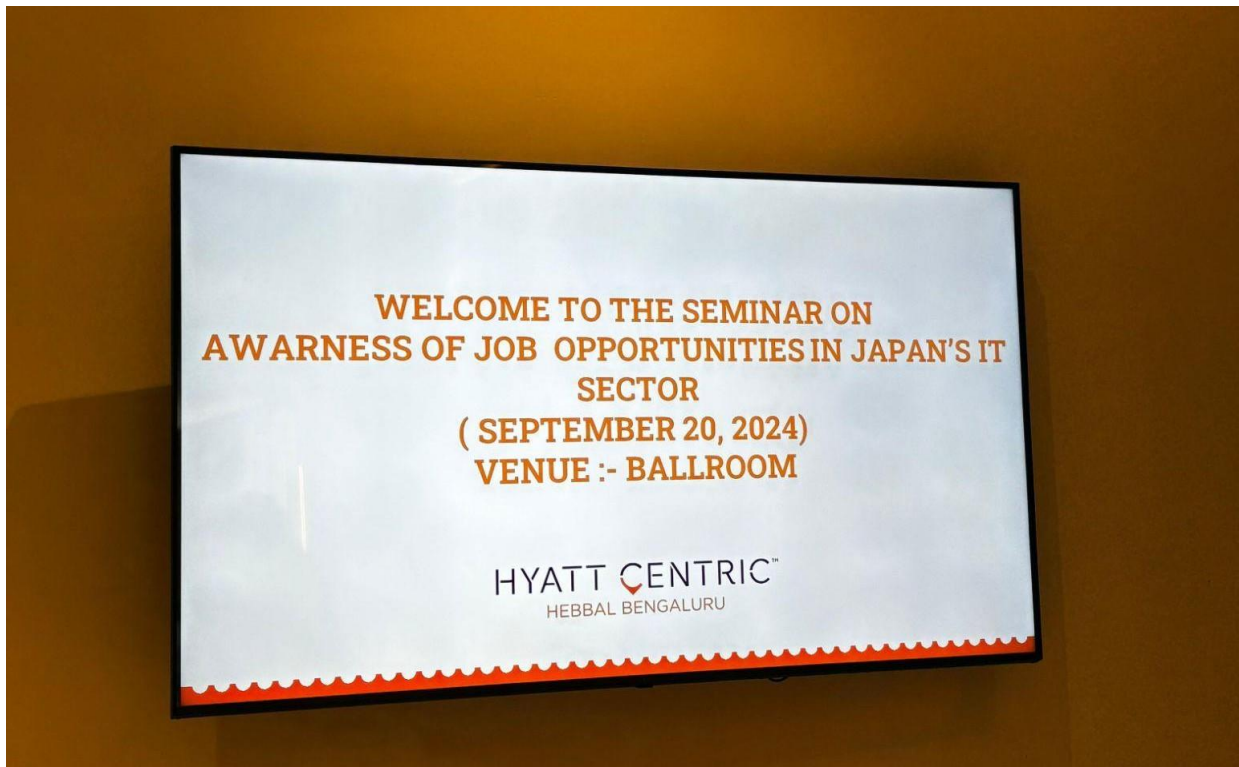 WELCOME TO THE SEMINAR ON
AWARNESS OF JOB OPPORTUNITIES IN JAPAN'S IT
SECTOR
( SEPTEMBER 20, 2024)
VENUE :- BALLROOM
HYATT CENTRIC™
HEBBAL BENGALURU